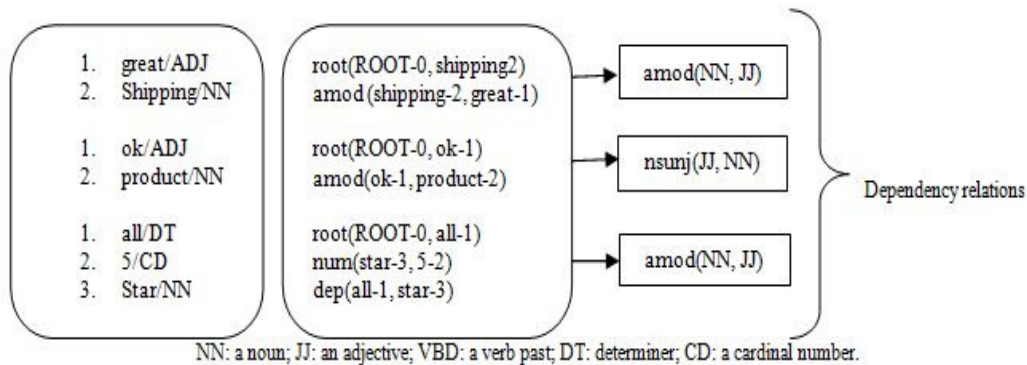 1. great/ADJ
2. Shipping/NN
1. ok/ADJ
2. product/NN
1. all/DT
2. 5/CD
3. Star/NN
root(ROOT-0, shipping2)
amod (shipping-2, great-1)
root(ROOT-0, ok-1)
amod(ok-1, product-2)
root(ROOT-0, all-1)
num(star-3, 5-2)
dep(all-1, star-3)
amod(NN, JJ)
nsunj(JJ, NN)
amod(NN, JJ)
Dependency relations
NN: a noun; JJ: an adjective; VBD: a verb past; DT: determiner; CD: a cardinal number.